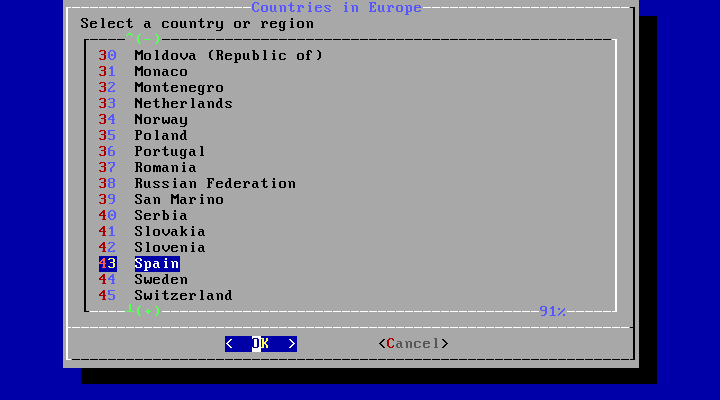 Countries in Europe
Select a country or region
^(-)
30 Moldova (Republic of)
31 Monaco
32 Montenegro
33 Netherlands
34 Norway
35 Poland
36 Portugal
37 Romania
38 Russian Federation
39 San Marino
40 Serbia
41 Slovakia
42 Slovenia
43 Spain
44 Sweden
45 Switzerland
(+) 91%
< OK > <Cancel>